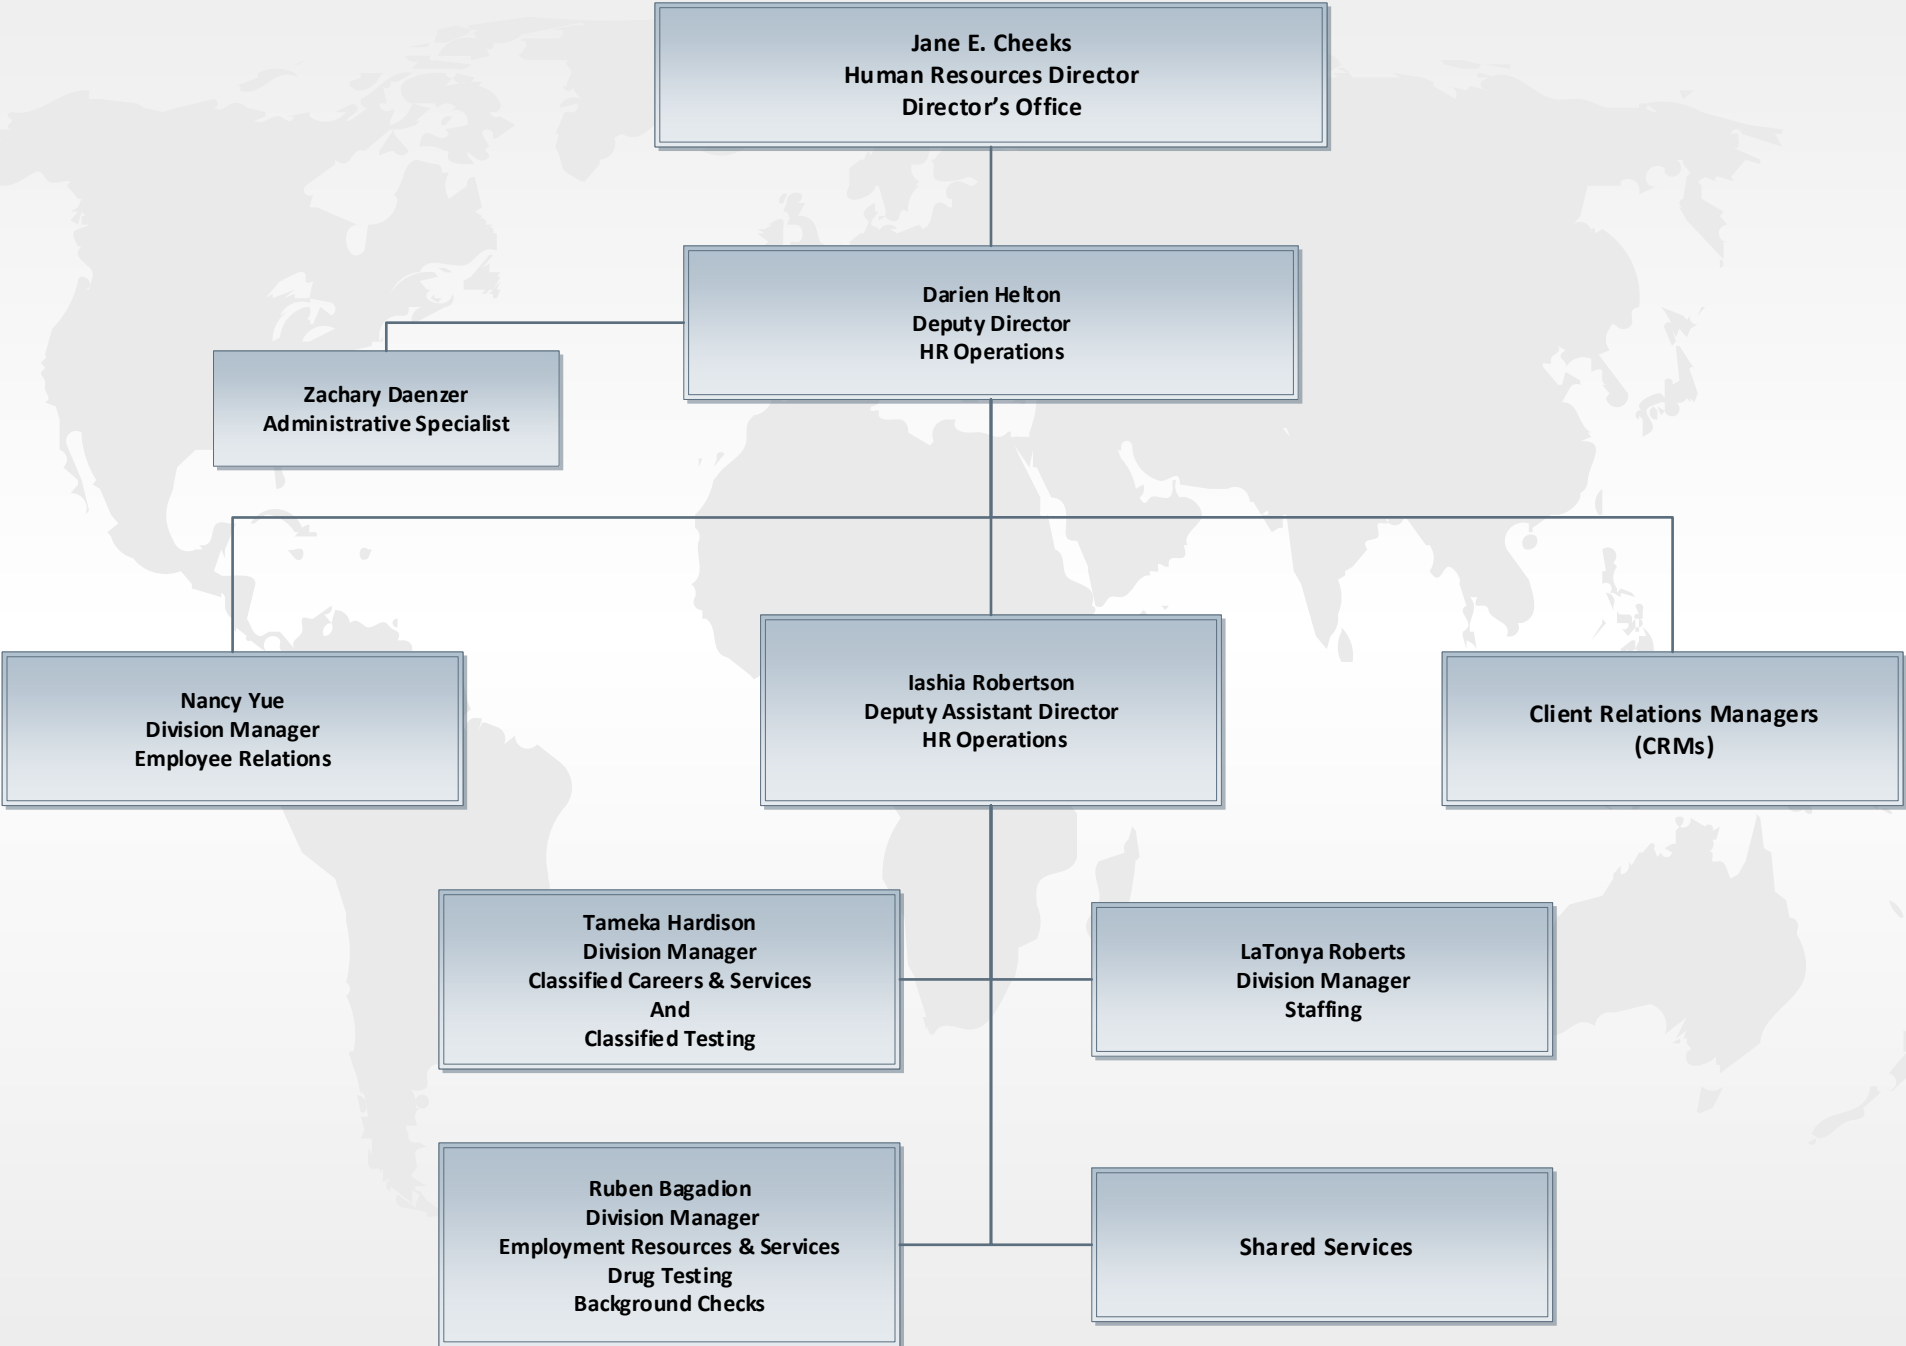 Jane E. Cheeks
Human Resources Director
Director’s Office
Darien Helton
Deputy Director
HR Operations
Zachary Daenzer
Administrative Specialist
Nancy Yue
Division Manager
Employee Relations
Iashia Robertson
Deputy Assistant Director
HR Operations
Client Relations Managers
(CRMs)
Tameka Hardison
Division Manager
Classified Careers & Services
And
Classified Testing
LaTonya Roberts
Division Manager
Staffing
Ruben Bagadion
Division Manager
Employment Resources & Services
Drug Testing
Background Checks
Shared Services